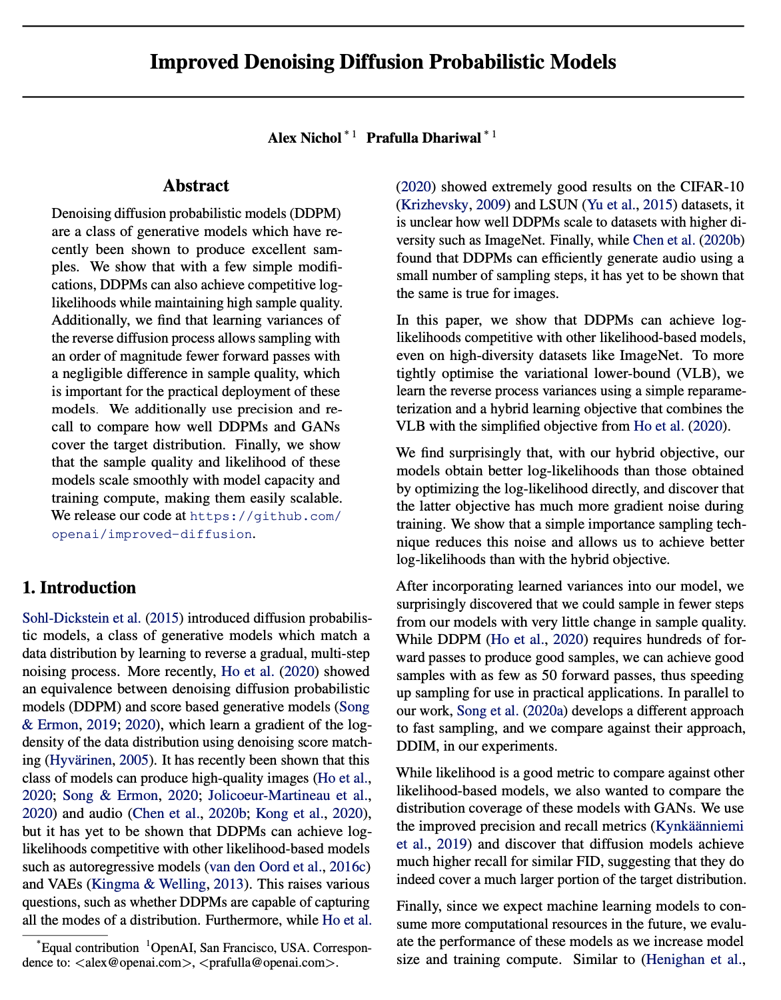 Improved Denoising Diffusion Probabilistic Models
Alex Nichol * 1 Prafulla Dhariwal * 1
Abstract
Denoising diffusion probabilistic models (DDPM)
are a class of generative models which have re-
cently been shown to produce excellent sam-
ples. We show that with a few simple modifi-
cations, DDPMs can also achieve competitive log-
likelihoods while maintaining high sample quality.
Additionally, we find that learning variances of
the reverse diffusion process allows sampling with
an order of magnitude fewer forward passes with
a negligible difference in sample quality, which
is important for the practical deployment of these
models. We additionally use precision and re-
call to compare how well DDPMs and GANs
cover the target distribution. Finally, we show
that the sample quality and likelihood of these
models scale smoothly with model capacity and
training compute, making them easily scalable.
We release our code at https://github.com/
openai/improved-diffusion.
1. Introduction
Sohl-Dickstein et al. (2015) introduced diffusion probabilis-
tic models, a class of generative models which match a
data distribution by learning to reverse a gradual, multi-step
noising process. More recently, Ho et al. (2020) showed
an equivalence between denoising diffusion probabilistic
models (DDPM) and score based generative models (Song
& Ermon, 2019; 2020), which learn a gradient of the log-
density of the data distribution using denoising score match-
ing (Hyvärinen, 2005). It has recently been shown that this
class of models can produce high-quality images (Ho et al.,
2020; Song & Ermon, 2020; Jolicoeur-Martineau et al.,
2020) and audio (Chen et al., 2020b; Kong et al., 2020),
but it has yet to be shown that DDPMs can achieve log-
likelihoods competitive with other likelihood-based models
such as autoregressive models (van den Oord et al., 2016c)
and VAEs (Kingma & Welling, 2013). This raises various
questions, such as whether DDPMs are capable of capturing
all the modes of a distribution. Furthermore, while Ho et al.
*Equal contribution 1OpenAI, San Francisco, USA. Correspon-
dence to: <alex@openai.com>, <prafulla@openai.com>.
(2020) showed extremely good results on the CIFAR-10
(Krizhevsky, 2009) and LSUN (Yu et al., 2015) datasets, it
is unclear how well DDPMs scale to datasets with higher di-
versity such as ImageNet. Finally, while Chen et al. (2020b)
found that DDPMs can efficiently generate audio using a
small number of sampling steps, it has yet to be shown that
the same is true for images.
In this paper, we show that DDPMs can achieve log-
likelihoods competitive with other likelihood-based models,
even on high-diversity datasets like ImageNet. To more
tightly optimise the variational lower-bound (VLB), we
learn the reverse process variances using a simple reparame-
terization and a hybrid learning objective that combines the
VLB with the simplified objective from Ho et al. (2020).
We find surprisingly that, with our hybrid objective, our
models obtain better log-likelihoods than those obtained
by optimizing the log-likelihood directly, and discover that
the latter objective has much more gradient noise during
training. We show that a simple importance sampling tech-
nique reduces this noise and allows us to achieve better
log-likelihoods than with the hybrid objective.
After incorporating learned variances into our model, we
surprisingly discovered that we could sample in fewer steps
from our models with very little change in sample quality.
While DDPM (Ho et al., 2020) requires hundreds of for-
ward passes to produce good samples, we can achieve good
samples with as few as 50 forward passes, thus speeding
up sampling for use in practical applications. In parallel to
our work, Song et al. (2020a) develops a different approach
to fast sampling, and we compare against their approach,
DDIM, in our experiments.
While likelihood is a good metric to compare against other
likelihood-based models, we also wanted to compare the
distribution coverage of these models with GANs. We use
the improved precision and recall metrics (Kynkäänniemi
et al., 2019) and discover that diffusion models achieve
much higher recall for similar FID, suggesting that they do
indeed cover a much larger portion of the target distribution.
Finally, since we expect machine learning models to con-
sume more computational resources in the future, we evalu-
ate the performance of these models as we increase model
size and training compute. Similar to (Henighan et al.,